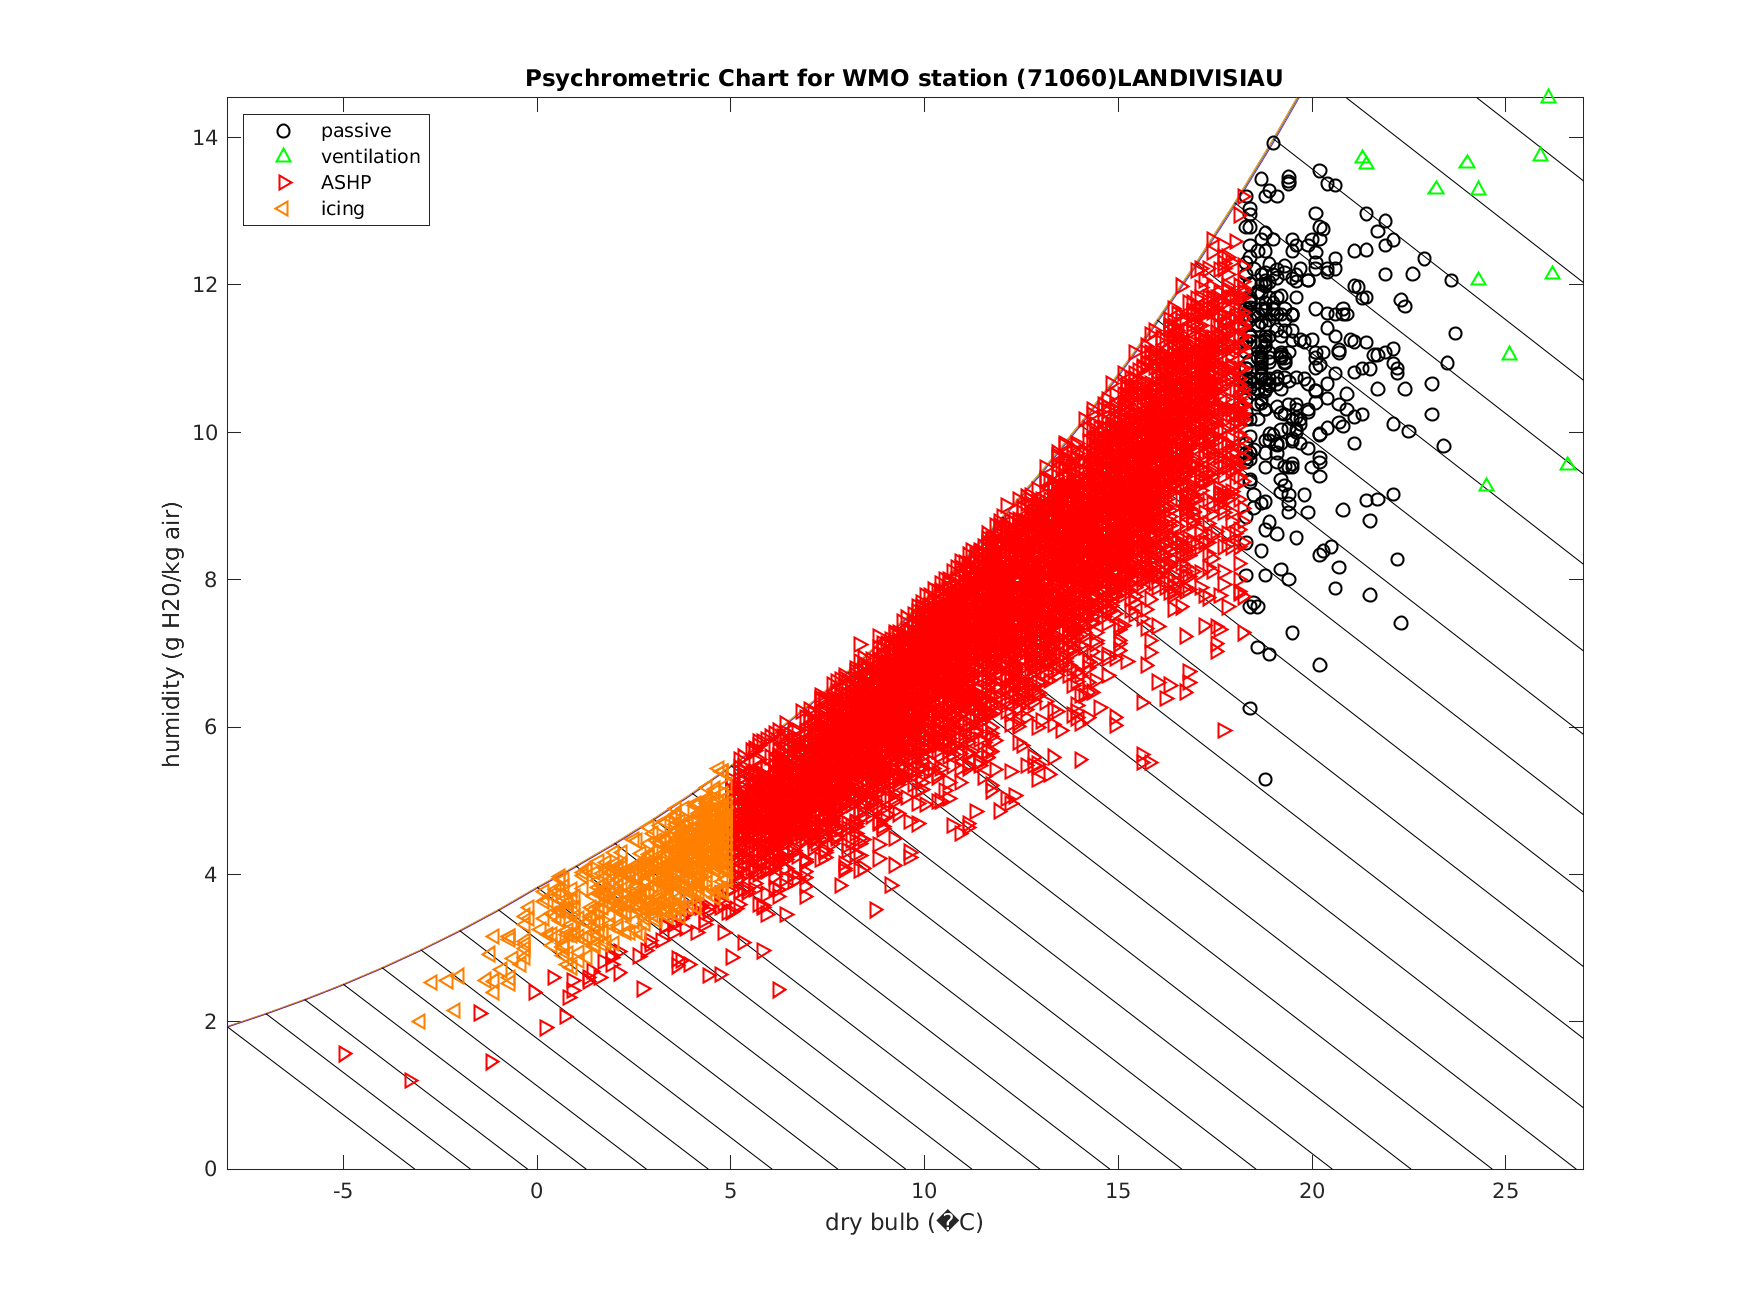 Psychrometric Chart for WMO station (71060)LANDIVISIAU
passive
ventilation
ASHP
icing
humidity (g H20/kg air)
14
12
10
8
6
4
2
0
-5 0 5 10 15 20 25
dry bulb (�C)